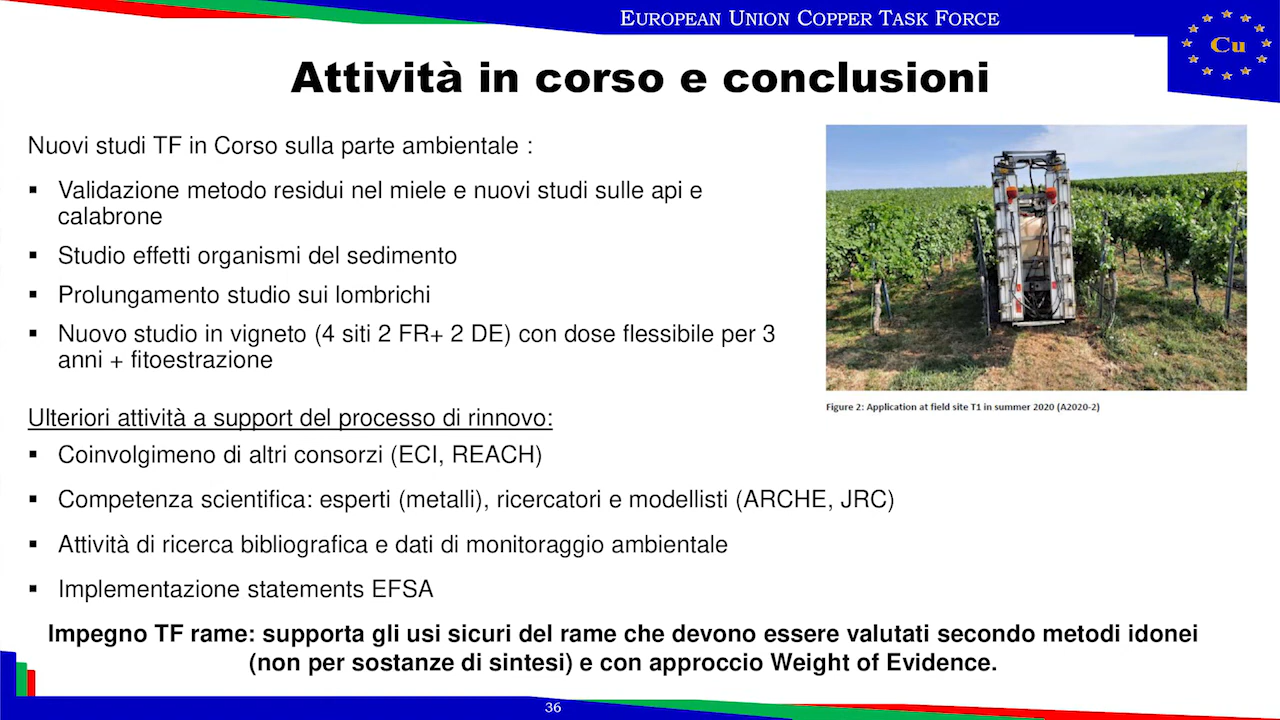 EUROPEAN UNION COPPER TASK FORCE
Cu
Attività in corso e conclusioni
Nuovi studi TF in Corso sulla parte ambientale :
▪ Validazione metodo residui nel miele e nuovi studi sulle api e
calabrone
▪ Studio effetti organismi del sedimento
▪ Prolungamento studio sui lombrichi
▪ Nuovo studio in vigneto (4 siti 2 FR+ 2 DE) con dose flessibile per 3
anni + fitoestrazione
Figure 2: Application at field site T1 in summer 2020 (A2020-2)
Ulteriori attività a support del processo di rinnovo:
▪ Coinvolgimeno di altri consorzi (ECI, REACH)
▪ Competenza scientifica: esperti (metalli), ricercatori e modellisti (ARCHE, JRC)
▪ Attività di ricerca bibliografica e dati di monitoraggio ambientale
▪ Implementazione statements EFSA
Impegno TF rame: supporta gli usi sicuri del rame che devono essere valutati secondo metodi idonei
(non per sostanze di sintesi) e con approccio Weight of Evidence.
36